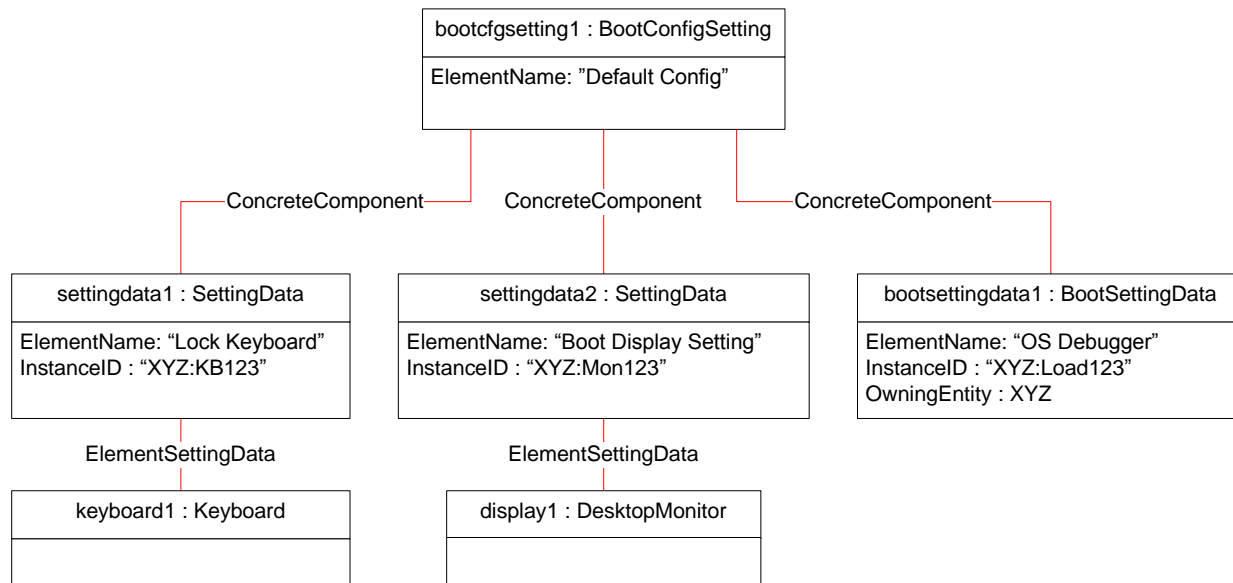 bootcfgsetting1 : BootConfigSetting
ElementName: ”Default Config”
ConcreteComponent
ConcreteComponent
ConcreteComponent
settingdata1 : SettingData
ElementName: “Lock Keyboard”
InstanceID : “XYZ:KB123”
settingdata2 : SettingData
ElementName: “Boot Display Setting”
InstanceID : “XYZ:Mon123”
bootsettingdata1 : BootSettingData
ElementName: “OS Debugger”
InstanceID : “XYZ:Load123”
OwningEntity : XYZ
ElementSettingData
ElementSettingData
keyboard1 : Keyboard
display1 : DesktopMonitor